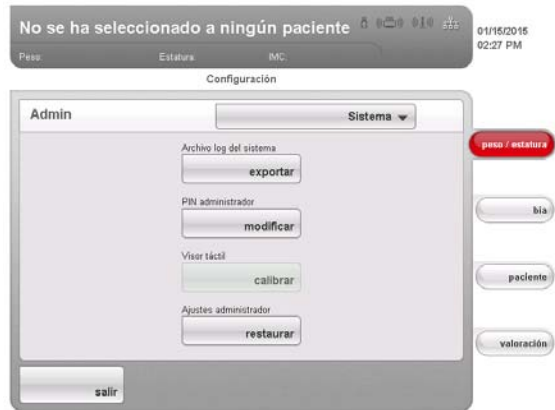 No se ha seleccionado a ningún paciente
01/15/2015
02:27 PM
Peso: Estatura: IMC:
Configuración
Admin
Sistema
Archivo log del sistema
exportar
PIN administrador
modificar
Visor táctil
calibrar
Ajustes administrador
restaurar
salir
peso / estatura
bia
paciente
valoración